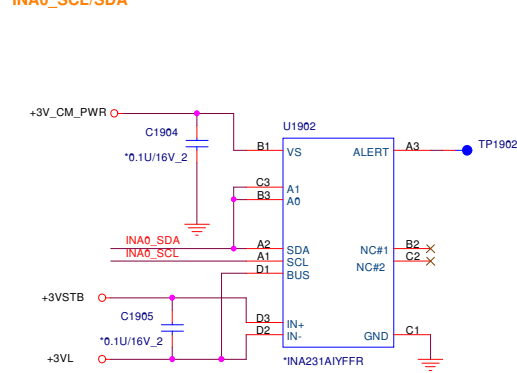 INA0_SCL/SDA
+3V_CM_PWR
C1904
*0.1U/16V_2
U1902
B1 VS
ALERT A3
TP1902
C3 A1
B3 A0
INA0_SDA
A2 SDA
INA0_SCL
A1 SCL
D1 BUS
NC#1 B2
NC#2 C2
+3VSTB
C1905
*0.1U/16V_2
+3VL
D3 IN+
D2 IN-
GND C1
*INA231AIYFFR